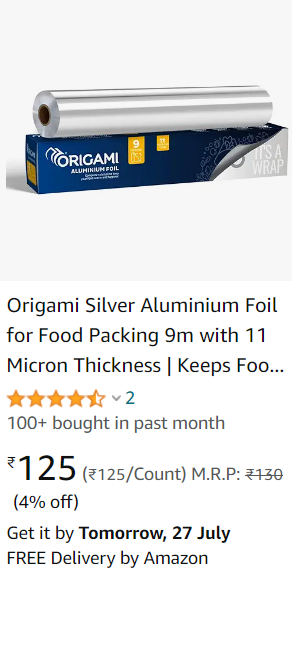 ORIGAMI
ALUMINIUM FOIL
9
11
IT'S A
WRAP
Origami Silver Aluminium Foil
for Food Packing 9m with 11
Micron Thickness | Keeps Foo...
2
100+ bought in past month
₹125 (₹125/Count) M.R.P: ₹130
(4% off)
Get it by Tomorrow, 27 July
FREE Delivery by Amazon